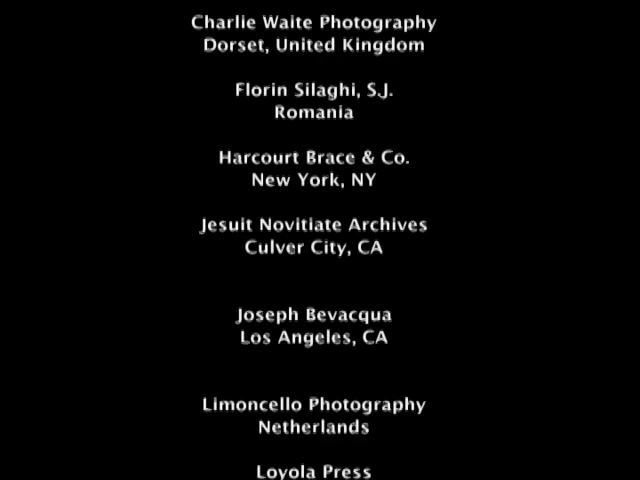 Charlie Waite Photography
Dorset, United Kingdom
Florin Silaghi, S.J.
Romania
Harcourt Brace & Co.
New York, NY
Jesuit Novitiate Archives
Culver City, CA
Joseph Bevacqua
Los Angeles, CA
Limoncello Photography
Netherlands
Loyola Press